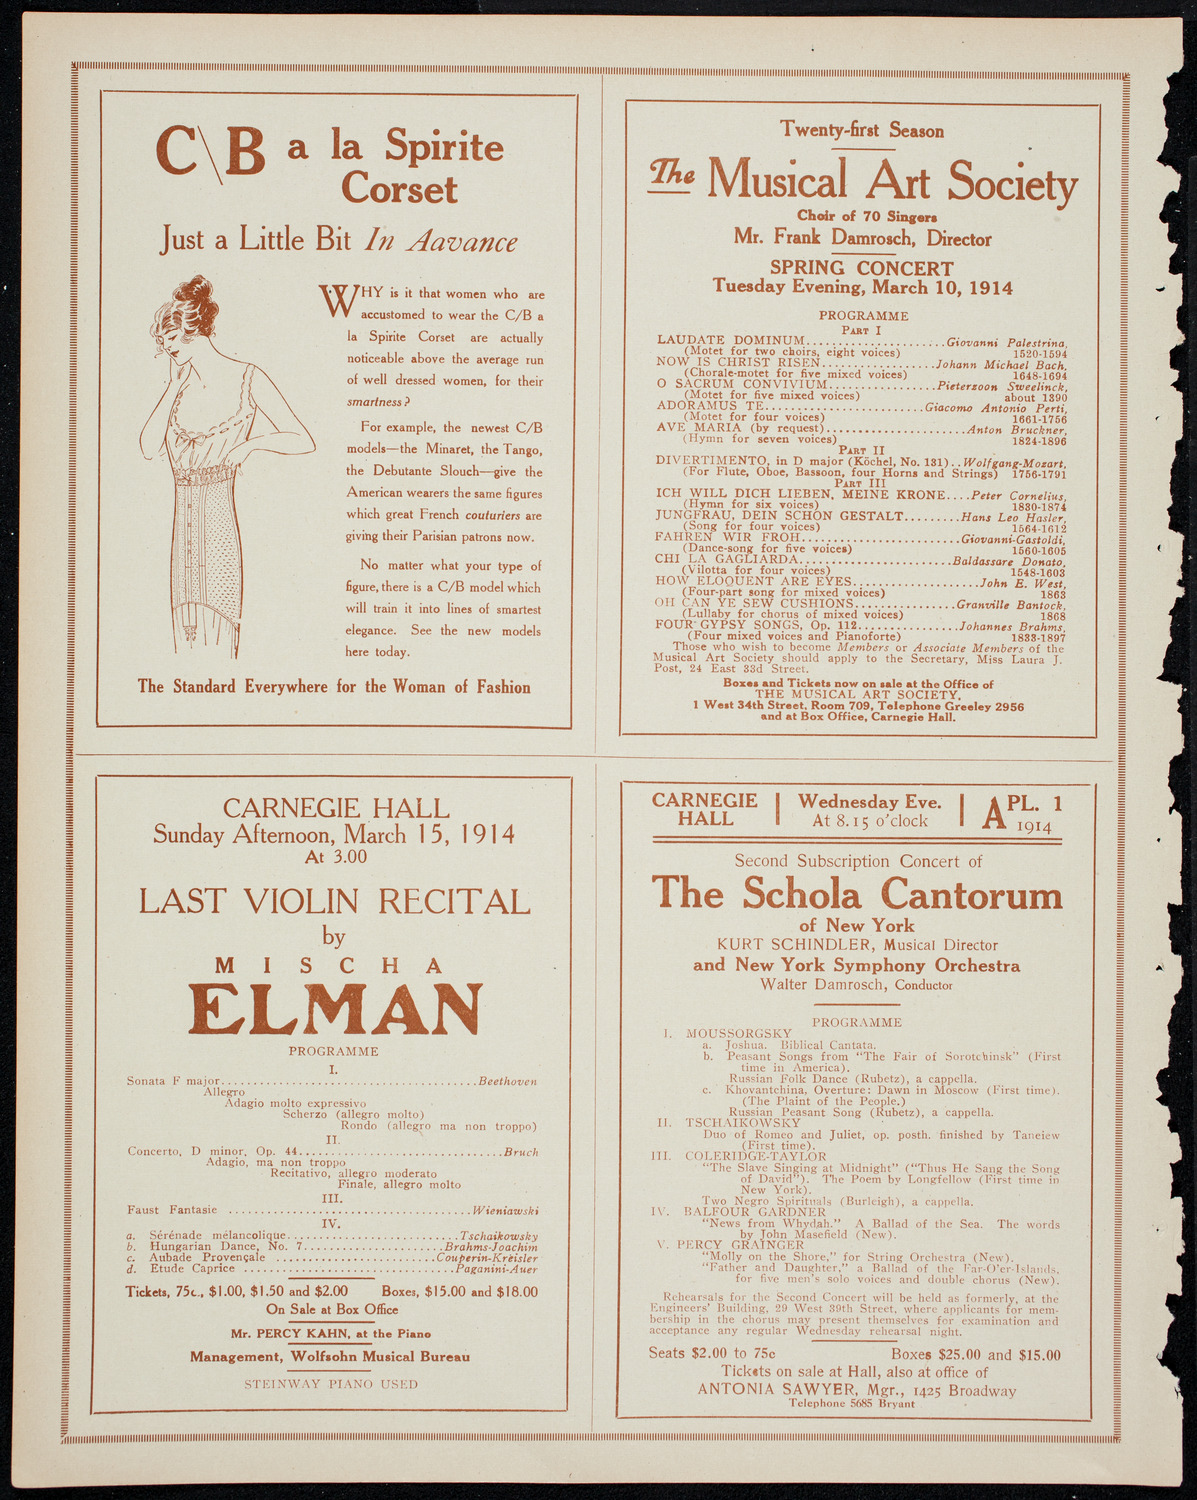 C\B a la Spirite
Corset
Just a Little Bit In Aavance
WHY is it that women who are
accustomed to wear the C/B a
la Spirite Corset are actually
noticeable above the average run
of well dressed women, for their
smartness?
For example, the newest C/B
models—the Minaret, the Tango,
the Debutante Slouch—give the
American wearers the same figures
which great French couturiers are
giving their Parisian patrons now.
No matter what your type of
figure, there is a C/B model which
will train it into lines of smartest
elegance. See the new models
here today.
The Standard Everywhere for the Woman of Fashion
Twenty-first Season
The Musical Art Society
Choir of 70 Singers
Mr. Frank Damrosch, Director
SPRING CONCERT
Tuesday Evening, March 10, 1914
PROGRAMME
PART I
LAUDATE DOMINUM......................Giovanni Palestrina,
(Motet for two choirs, eight voices) 1520-1594
NOW IS CHRIST RISEN..................Johann Michael Bach,
(Chorale-motet for five mixed voices) 1648-1694
O SACRUM CONVIVIUM.................Pieterzoon Sweelinck,
(Motet for five mixed voices) about 1390
ADORAMUS TE.........................Giacomo Antonio Perti,
(Motet for four voices) 1661-1756
AVE MARIA (by request)......................Anton Bruckner,
(Hymn for seven voices) 1824-1896
PART II
DIVERTIMENTO, in D major (Köchel, No. 131)..Wolfgang-Mozart,
(For Flute, Oboe, Bassoon, four Horns and Strings) 1756-1791
PART III
ICH WILL DICH LIEBEN, MEINE KRONE....Peter Cornelius,
(Hymn for six voices) 1830-1874
JUNGFRAU, DEIN SCHÖN GESTALT.........Hans Leo Hasler,
(Song for four voices) 1564-1612
FAHREN WIR FROH.........................Giovanni-Gastoldi,
(Dance-song for five voices) 1560-1605
CHI LA GAGLIARDA........................Baldassare Donato,
(Vilotta for four voices) 1548-1603
HOW ELOQUENT ARE EYES....................John E. West,
(Four-part song for mixed voices) 1863
OH CAN YE SEW CUSHIONS................Granville Bantock,
(Lullaby for chorus of mixed voices) 1868
FOUR GYPSY SONGS, Op. 112................Johannes Brahms,
(Four mixed voices and Pianoforte) 1833-1897
Those who wish to become Members or Associate Members of the
Musical Art Society should apply to the Secretary, Miss Laura J.
Post, 24 East 33d Street.
Boxes and Tickets now on sale at the Office of
THE MUSICAL ART SOCIETY.
1 West 34th Street, Room 709, Telephone Greeley 2956
and at Box Office, Carnegie Hall.
CARNEGIE HALL
Sunday Afternoon, March 15, 1914
At 3.00
LAST VIOLIN RECITAL
by
MISCHA
ELMAN
PROGRAMME
I.
Sonata F major.......................................Beethoven
Allegro
Adagio molto expressivo
Scherzo (allegro molto)
Rondo (allegro ma non troppo)
II.
Concerto, D minor, Op. 44...............................Bruch
Adagio, ma non troppo
Recitativo, allegro moderato
Finale, allegro molto
III.
Faust Fantasie .....................................Wieniawski
IV.
a. Sérénade mélancolique..........................Tschaikowsky
b. Hungarian Dance, No. 7......................Brahms-Joachim
c. Aubade Provençale .........................Couperin-Kreisler
d. Etude Caprice ................................Paganini-Auer
Tickets, 75c., $1.00, $1.50 and $2.00 Boxes, $15.00 and $18.00
On Sale at Box Office
Mr. PERCY KAHN, at the Piano
Management, Wolfsohn Musical Bureau
STEINWAY PIANO USED
CARNEGIE HALL | Wednesday Eve. At 8.15 o'clock | APL. 1 1914
Second Subscription Concert of
The Schola Cantorum
of New York
KURT SCHINDLER, Musical Director
and New York Symphony Orchestra
Walter Damrosch, Conductor
PROGRAMME
I. MOUSSORGSKY
a. Joshua. Biblical Cantata.
b. Peasant Songs from "The Fair of Sorotchinsk" (First
time in America).
Russian Folk Dance (Rubetz), a cappella.
c. Khovantchina, Overture: Dawn in Moscow (First time).
(The Plaint of the People.)
Russian Peasant Song (Rubetz), a cappella.
II. TSCHAIKOWSKY
Duo of Romeo and Juliet, op. posth. finished by Taneiew
(First time).
III. COLERIDGE-TAYLOR
"The Slave Singing at Midnight" ("Thus He Sang the Song
of David"). The Poem by Longfellow (First time in
New York).
Two Negro Spirituals (Burleigh), a cappella.
IV. BALFOUR GARDNER
"News from Whydah." A Ballad of the Sea. The words
by John Masefield (New).
V. PERCY GRAINGER
"Molly on the Shore," for String Orchestra (New).
"Father and Daughter," a Ballad of the Far-O'er-Islands,
for five men's solo voices and double chorus (New).
Rehearsals for the Second Concert will be held as formerly, at the
Engineers' Building, 29 West 39th Street, where applicants for mem-
bership in the chorus may present themselves for examination and
acceptance any regular Wednesday rehearsal night.
Seats $2.00 to 75c Boxes $25.00 and $15.00
Tickets on sale at Hall, also at office of
ANTONIA SAWYER, Mgr., 1425 Broadway
Telephone 5685 Bryant